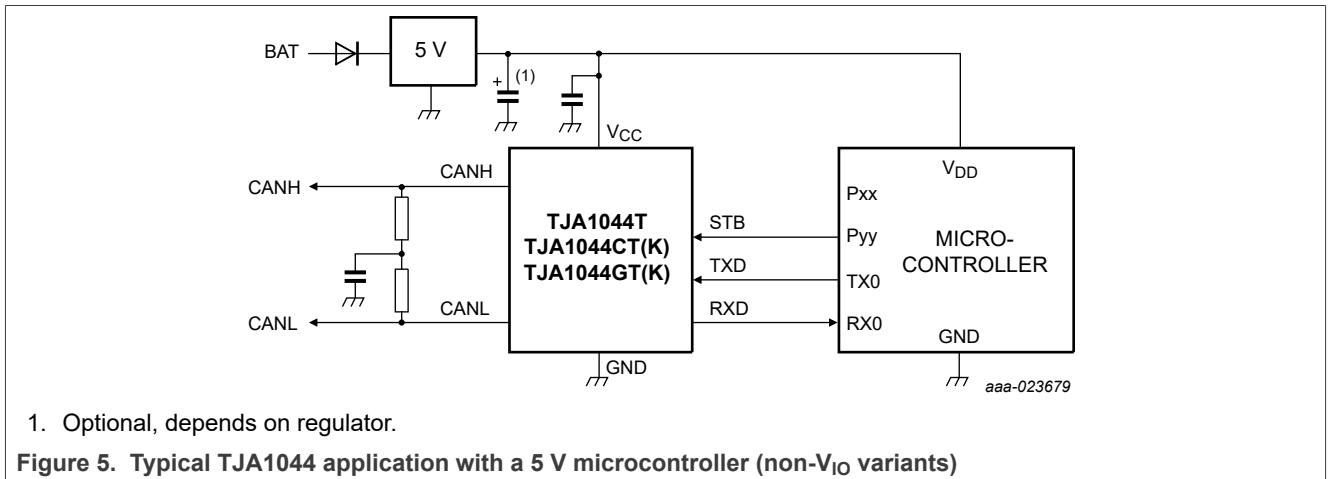 BAT
5 V
+
(1)
VCC
CANH
CANH
VDD
Pxx
TJA1044T
TJA1044CT(K)
TJA1044GT(K)
STB
Pyy
MICRO-
CONTROLLER
TXD
TX0
CANL
CANL
RXD
RX0
GND
GND
aaa-023679
1. Optional, depends on regulator.
Figure 5. Typical TJA1044 application with a 5 V microcontroller (non-VIO variants)